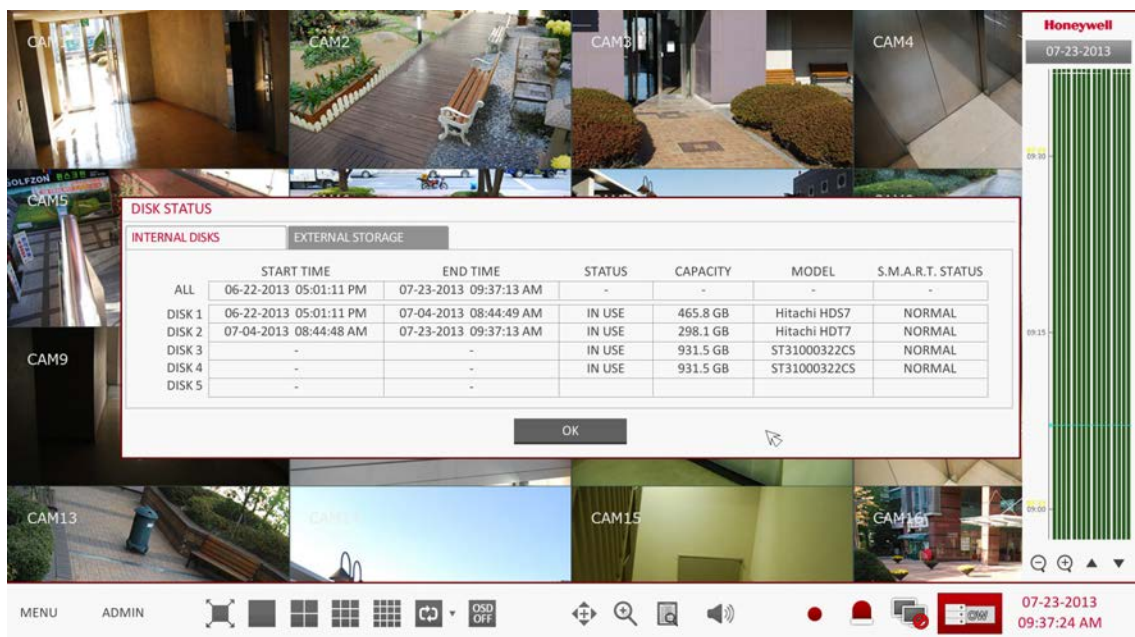 CAM1 CAM2 CAM3 CAM4
Honeywell
07-23-2013
09:30
GOLFZON
CAM5
DISK STATUS
INTERNAL DISKS EXTERNAL STORAGE
START TIME END TIME STATUS CAPACITY MODEL S.M.A.R.T. STATUS
ALL 06-22-2013 05:01:11 PM 07-23-2013 09:37:13 AM - - - -
DISK 1 06-22-2013 05:01:11 PM 07-04-2013 08:44:49 AM IN USE 465.8 GB Hitachi HDS7 NORMAL
DISK 2 07-04-2013 08:44:48 AM 07-23-2013 09:37:13 AM IN USE 298.1 GB Hitachi HDT7 NORMAL
DISK 3 - - IN USE 931.5 GB ST31000322CS NORMAL
DISK 4 - - IN USE 931.5 GB ST31000322CS NORMAL
DISK 5 - -
09:15
CAM9
OK
CAM13 CAM15 CAM16
09:00
MENU ADMIN OSD OFF OW
07-23-2013
09:37:24 AM